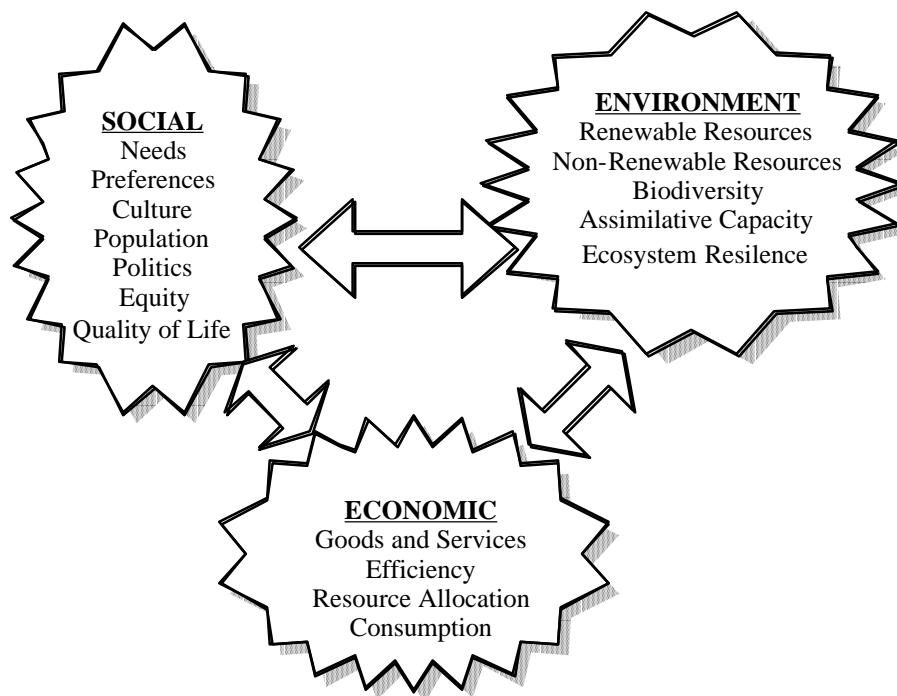 SOCIAL
Needs
Preferences
Culture
Population
Politics
Equity
Quality of Life
ENVIRONMENT
Renewable Resources
Non-Renewable Resources
Biodiversity
Assimilative Capacity
Ecosystem Resilence
ECONOMIC
Goods and Services
Efficiency
Resource Allocation
Consumption